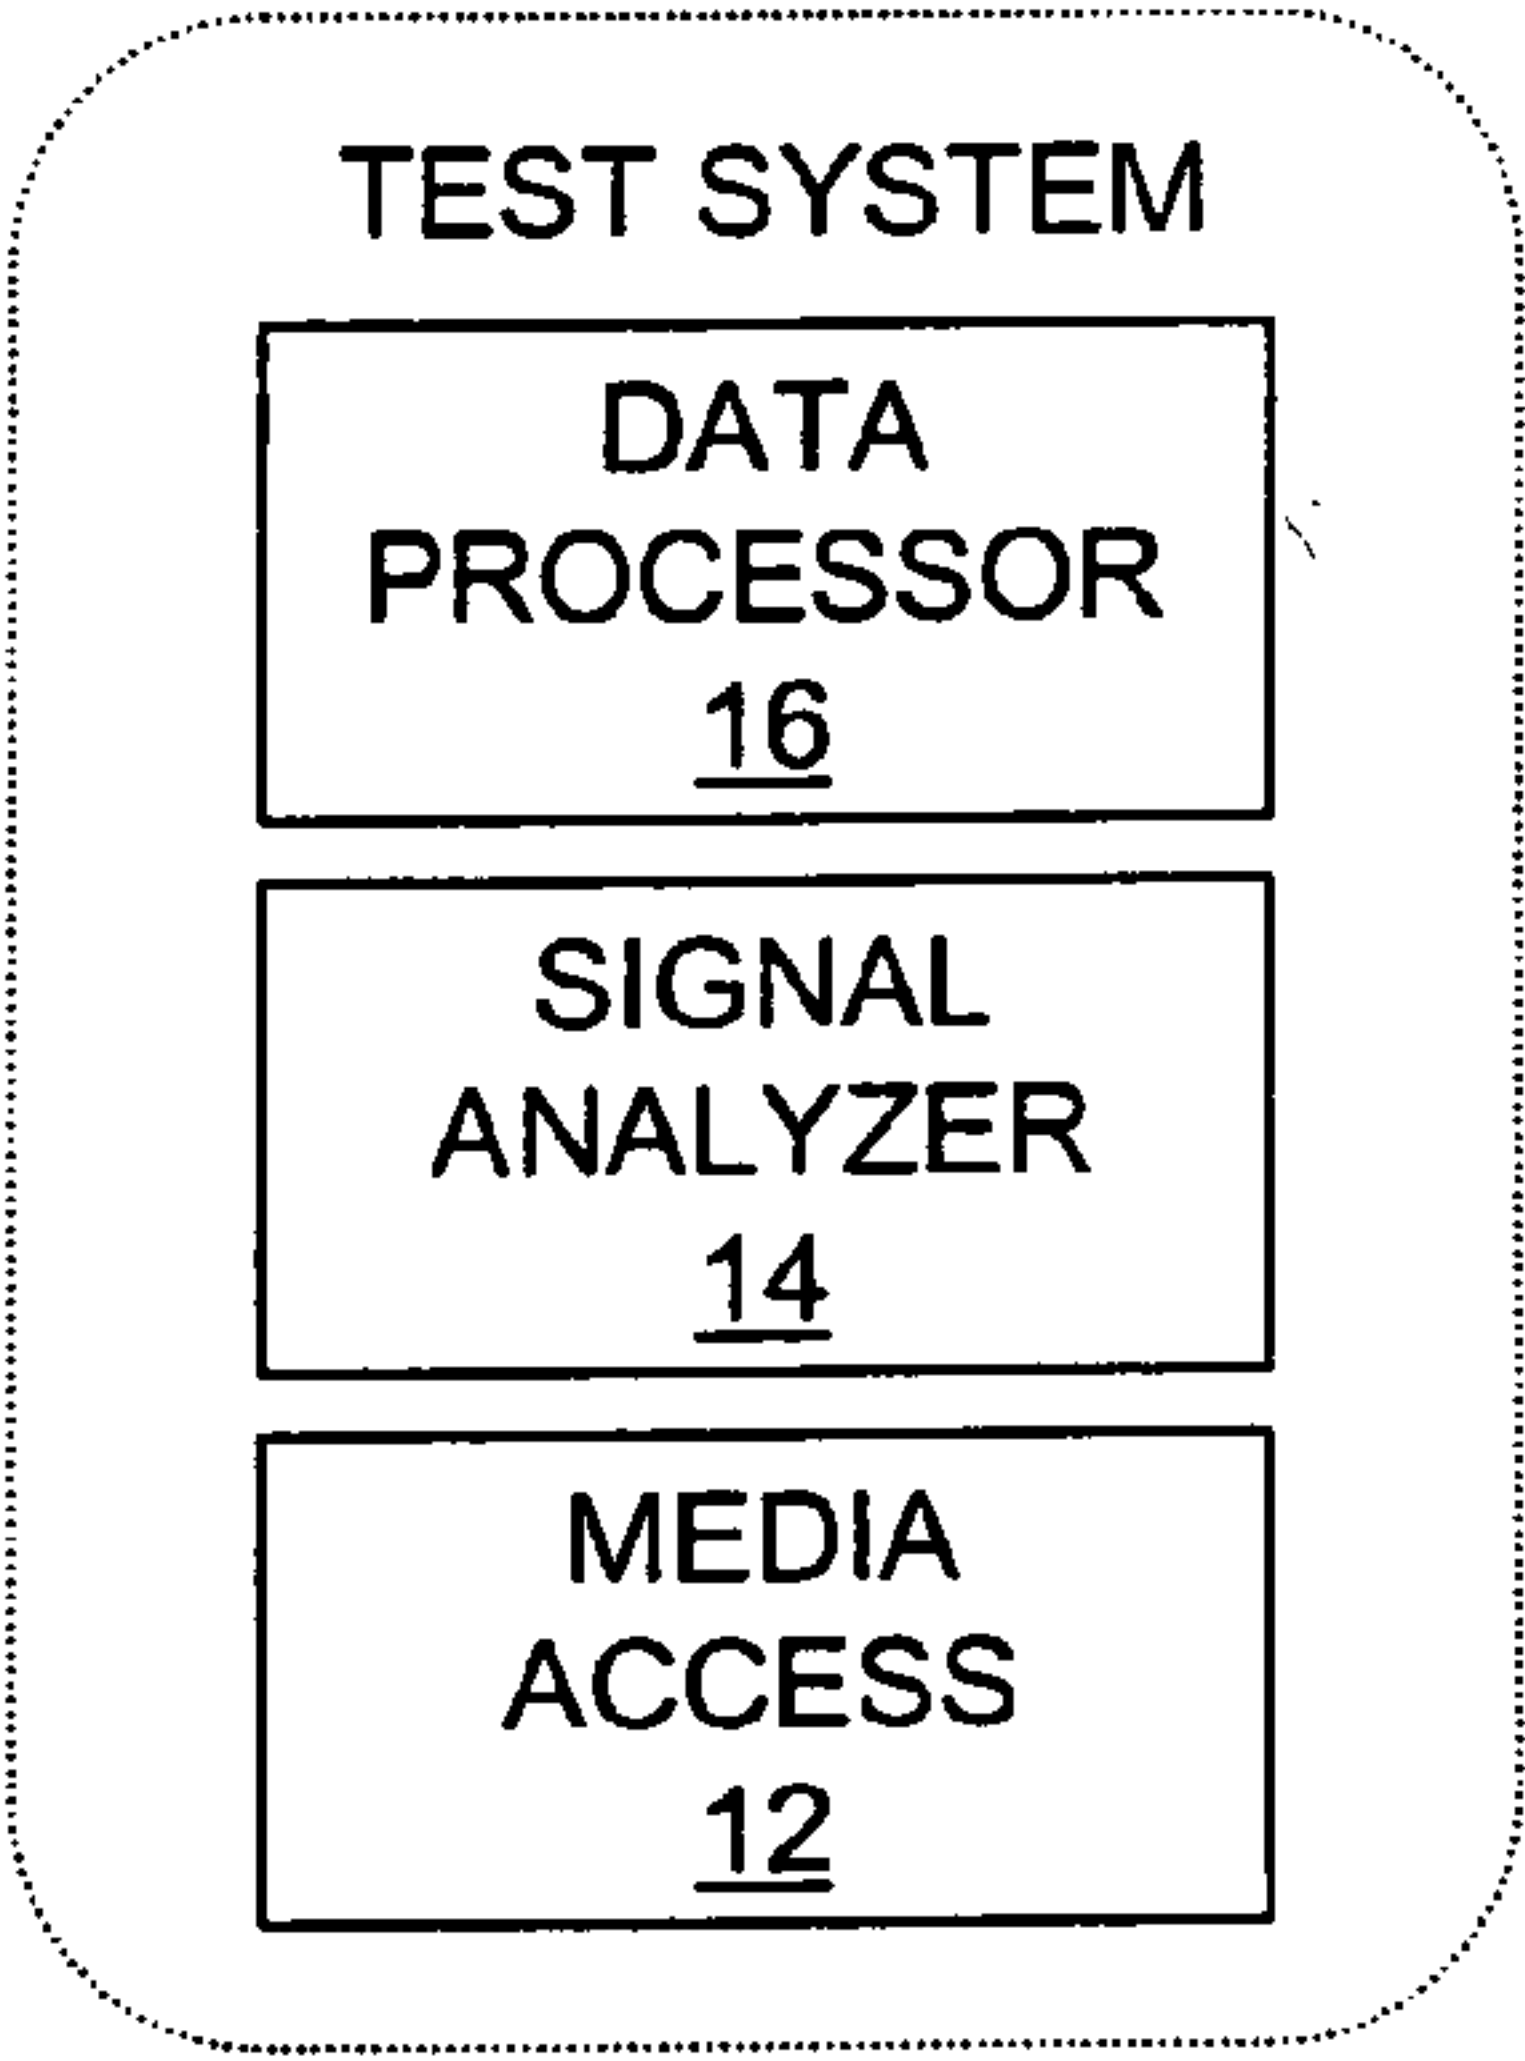 TEST SYSTEM
DATA
PROCESSOR
16
SIGNAL
ANALYZER
14
MEDIA
ACCESS
12